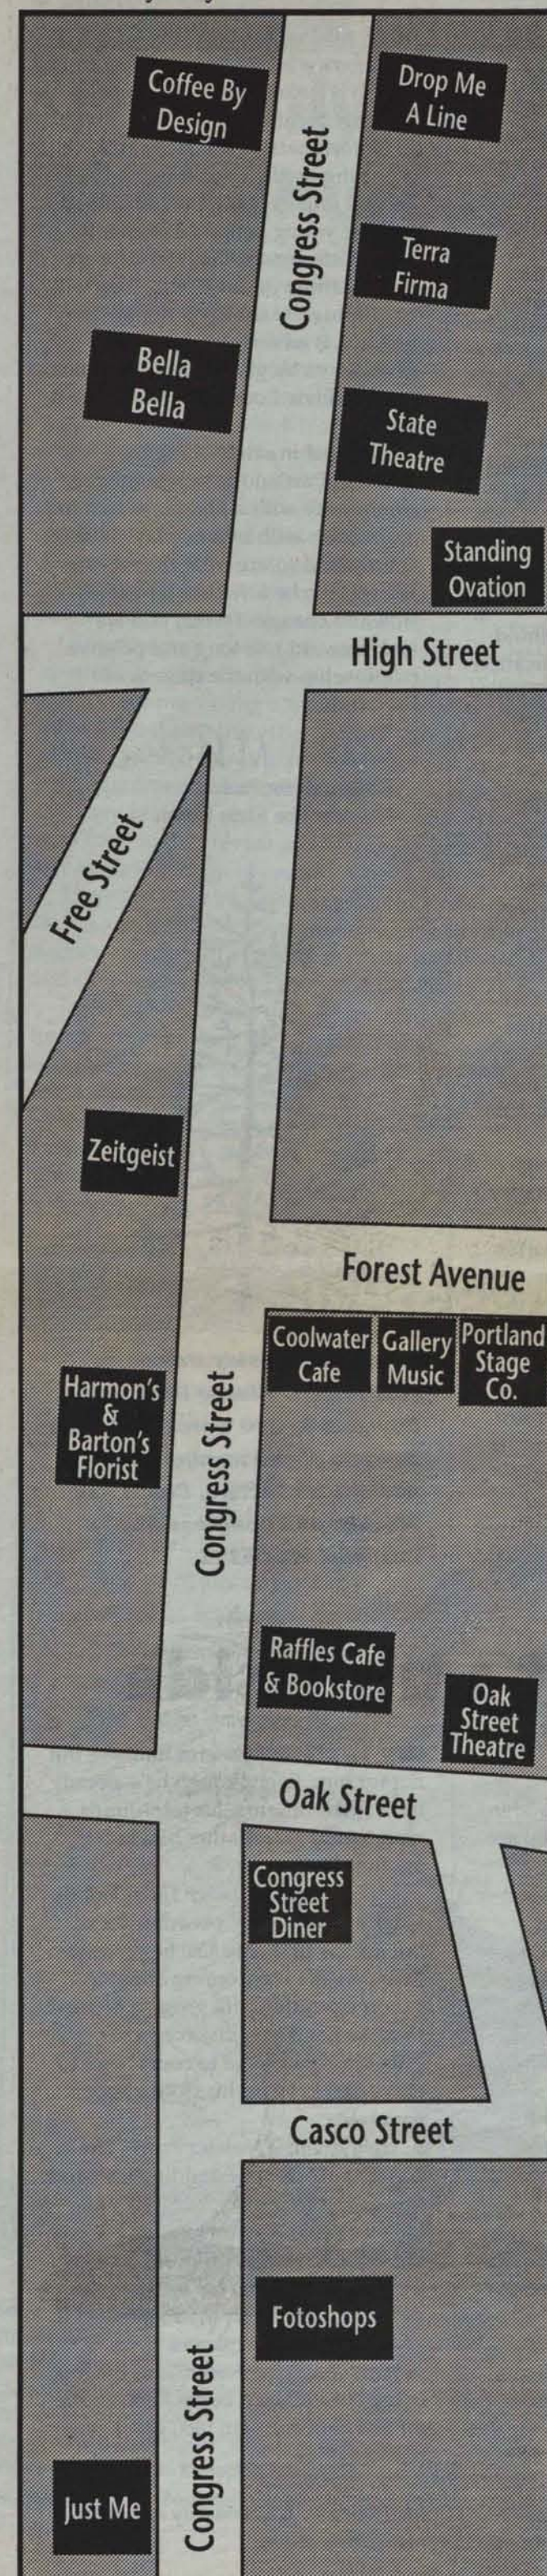 Coffee By
Design
Drop Me
A Line
Congress Street
Terra
Firma
Bella
Bella
State
Theatre
Standing
Ovation
High Street
Free Street
Zeitgeist
Forest Avenue
Coolwater
Cafe
Gallery
Music
Portland
Stage
Co.
Harmon's
&
Barton's
Florist
Congress Street
Raffles Cafe
& Bookstore
Oak
Street
Theatre
Oak Street
Congress
Street
Diner
Casco Street
Fotoshops
Congress Street
Just Me